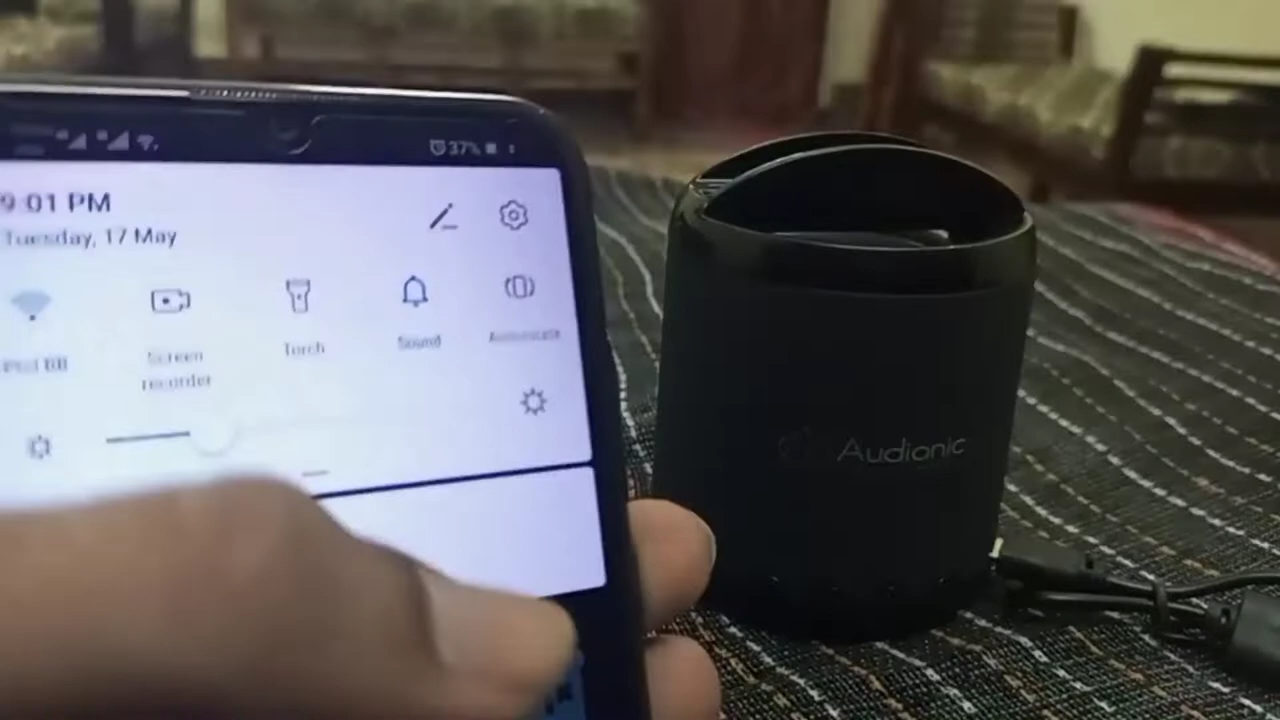 37%
9:01 PM
Tuesday, 17 May
Screen
recorder
Torch
Sound
Audionic